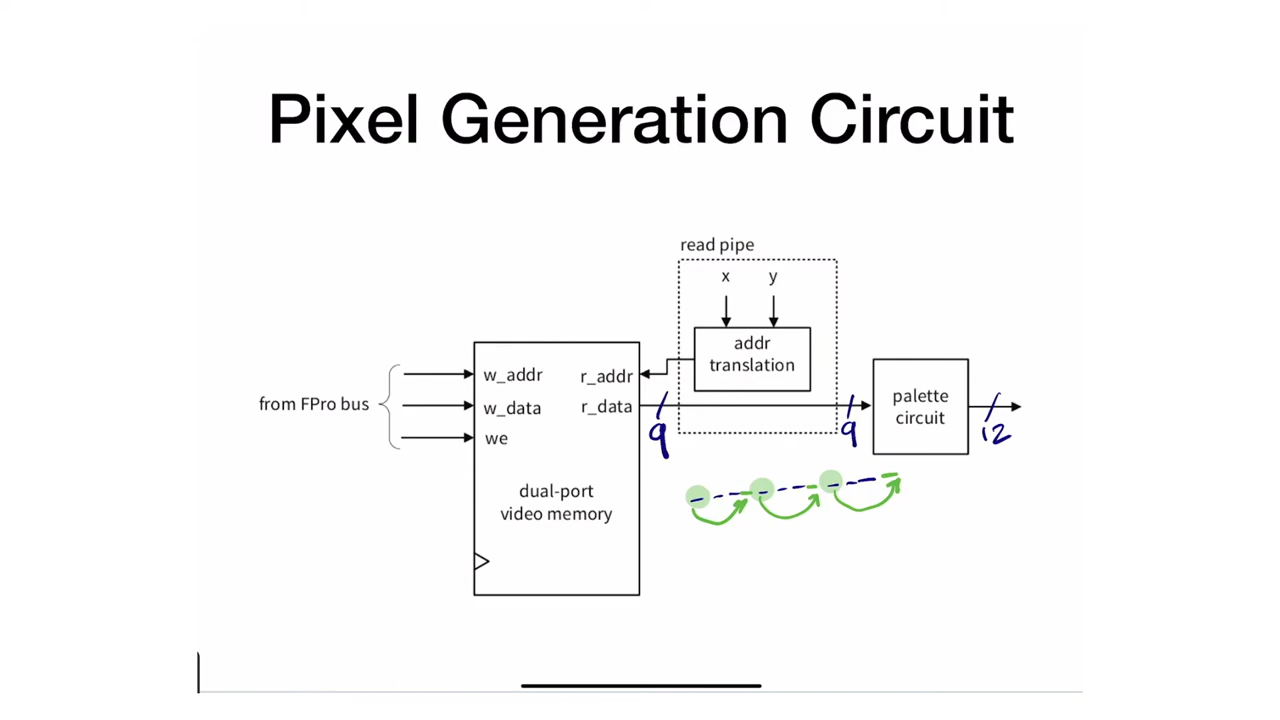 Pixel Generation Circuit
read pipe
x y
addr
translation
w_addr r_addr
from FPro bus w_data r_data
we
palette
circuit
9 9 12
dual-port
video memory